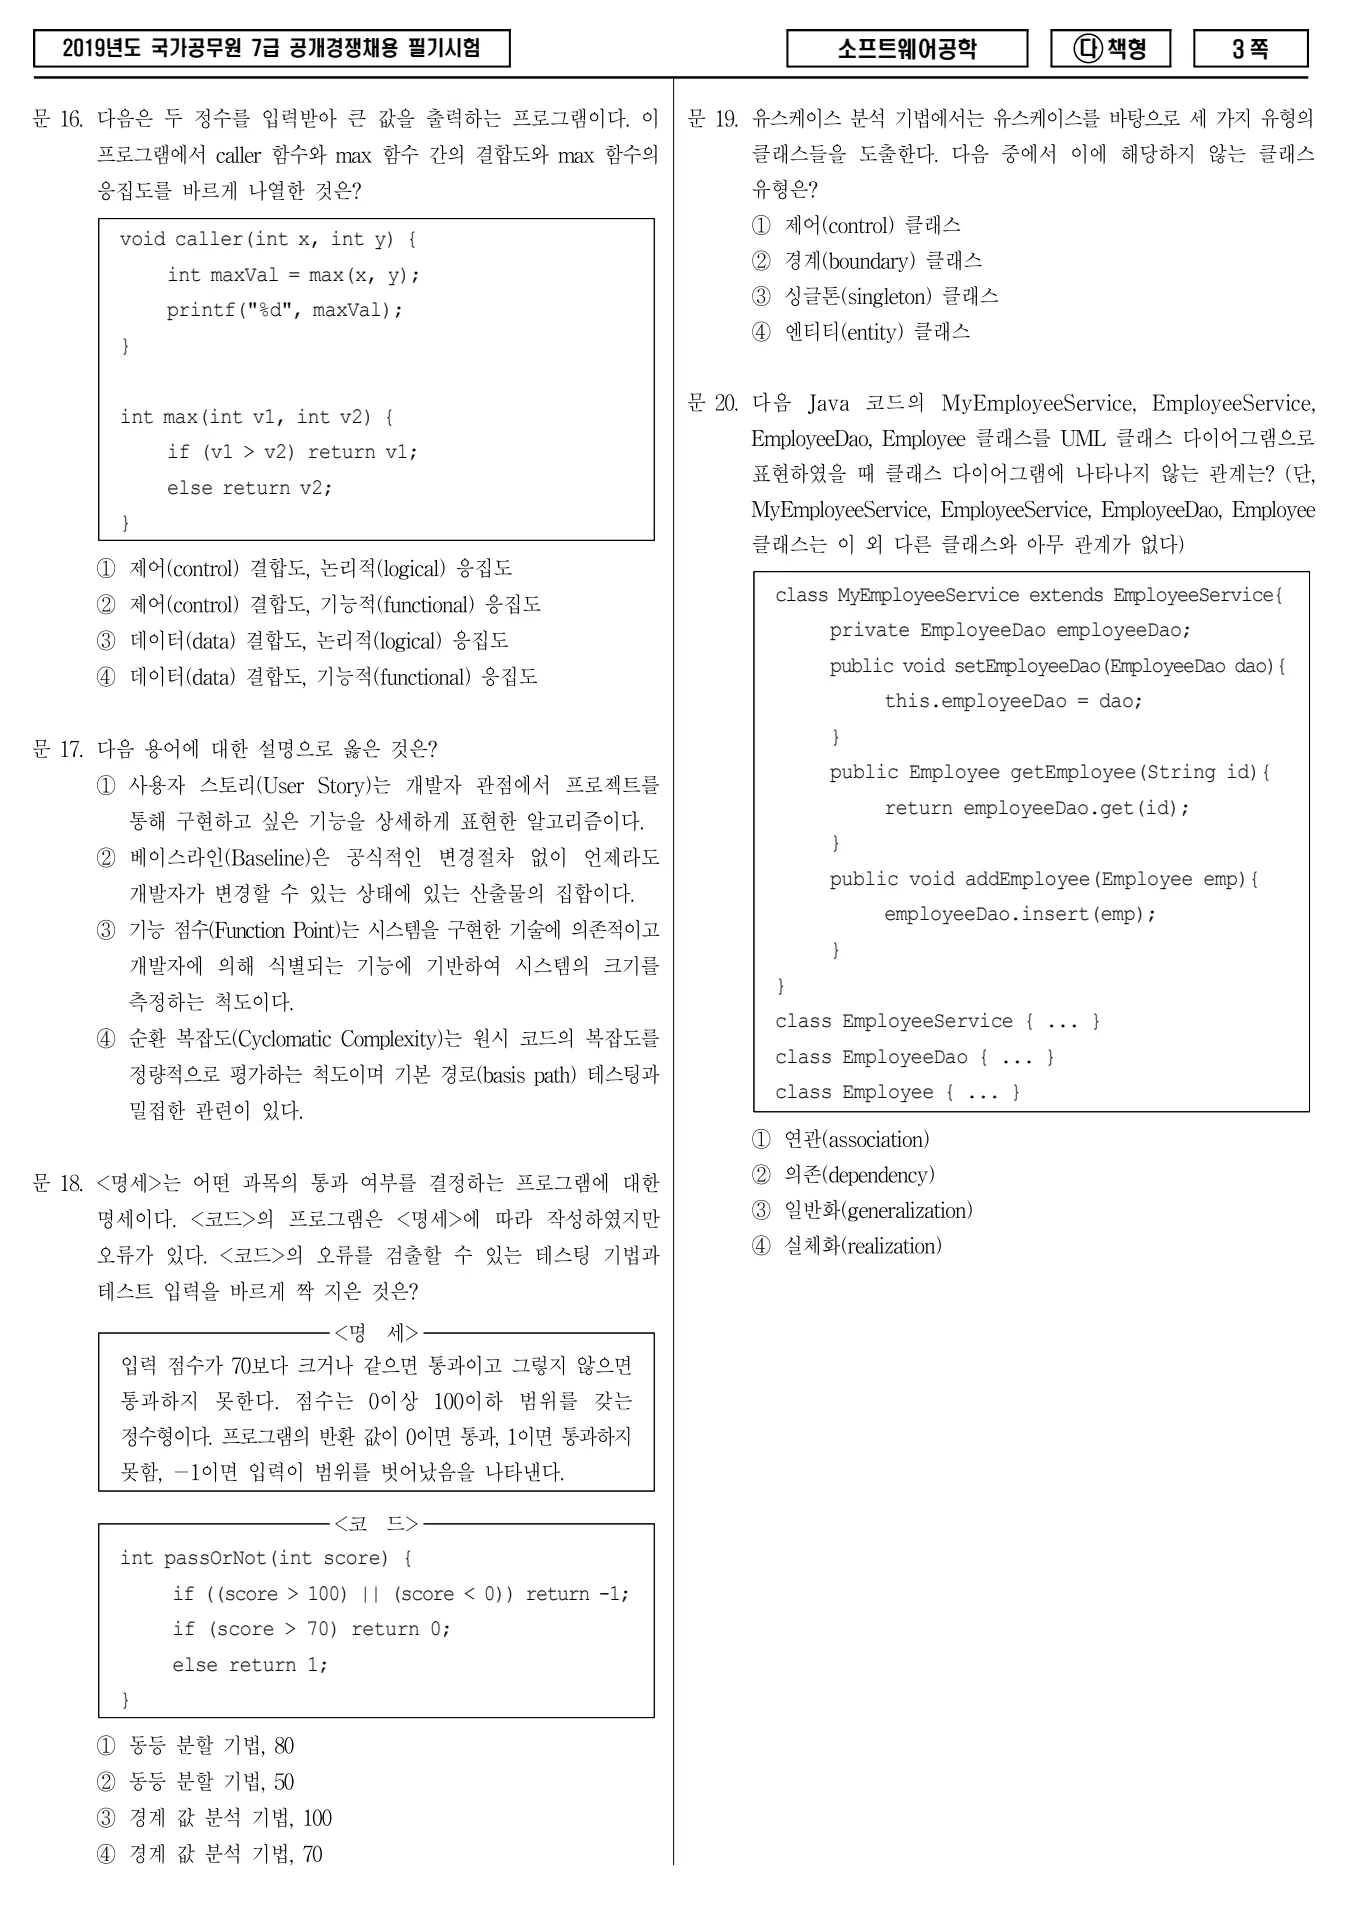 2019년도 국가공무원 7급 공개경쟁채용 필기시험
소프트웨어공학
다 책형
3 쪽
문 16. 다음은 두 정수를 입력받아 큰 값을 출력하는 프로그램이다. 이
프로그램에서 caller 함수와 max 함수 간의 결합도와 max 함수의
응집도를 바르게 나열한 것은?
void caller(int x, int y) {
int maxVal = max(x, y);
printf("%d", maxVal);
}
int max(int v1, int v2) {
if (v1 > v2) return v1;
else return v2;
}
① 제어(control) 결합도, 논리적(logical) 응집도
② 제어(control) 결합도, 기능적(functional) 응집도
③ 데이터(data) 결합도, 논리적(logical) 응집도
④ 데이터(data) 결합도, 기능적(functional) 응집도
문 17. 다음 용어에 대한 설명으로 옳은 것은?
① 사용자 스토리(User Story)는 개발자 관점에서 프로젝트를
통해 구현하고 싶은 기능을 상세하게 표현한 알고리즘이다.
② 베이스라인(Baseline)은 공식적인 변경절차 없이 언제라도
개발자가 변경할 수 있는 상태에 있는 산출물의 집합이다.
③ 기능 점수(Function Point)는 시스템을 구현한 기술에 의존적이고
개발자에 의해 식별되는 기능에 기반하여 시스템의 크기를
측정하는 척도이다.
④ 순환 복잡도(Cyclomatic Complexity)는 원시 코드의 복잡도를
정량적으로 평가하는 척도이며 기본 경로(basis path) 테스팅과
밀접한 관련이 있다.
문 18. <명세>는 어떤 과목의 통과 여부를 결정하는 프로그램에 대한
명세이다. <코드>의 프로그램은 <명세>에 따라 작성하였지만
오류가 있다. <코드>의 오류를 검출할 수 있는 테스팅 기법과
테스트 입력을 바르게 짝 지은 것은?
<명 세>
입력 점수가 70보다 크거나 같으면 통과이고 그렇지 않으면
통과하지 못한다. 점수는 0이상 100이하 범위를 갖는
정수형이다. 프로그램의 반환 값이 0이면 통과, 1이면 통과하지
못함, －1이면 입력이 범위를 벗어났음을 나타낸다.
<코 드>
int passOrNot(int score) {
if ((score > 100) || (score < 0)) return -1;
if (score > 70) return 0;
else return 1;
}
① 동등 분할 기법, 80
② 동등 분할 기법, 50
③ 경계 값 분석 기법, 100
④ 경계 값 분석 기법, 70
문 19. 유스케이스 분석 기법에서는 유스케이스를 바탕으로 세 가지 유형의
클래스들을 도출한다. 다음 중에서 이에 해당하지 않는 클래스
유형은?
① 제어(control) 클래스
② 경계(boundary) 클래스
③ 싱글톤(singleton) 클래스
④ 엔티티(entity) 클래스
문 20. 다음 Java 코드의 MyEmployeeService, EmployeeService,
EmployeeDao, Employee 클래스를 UML 클래스 다이어그램으로
표현하였을 때 클래스 다이어그램에 나타나지 않는 관계는? (단,
MyEmployeeService, EmployeeService, EmployeeDao, Employee
클래스는 이 외 다른 클래스와 아무 관계가 없다)
class MyEmployeeService extends EmployeeService{
private EmployeeDao employeeDao;
public void setEmployeeDao(EmployeeDao dao){
this.employeeDao = dao;
}
public Employee getEmployee(String id){
return employeeDao.get(id);
}
public void addEmployee(Employee emp){
employeeDao.insert(emp);
}
}
class EmployeeService { ... }
class EmployeeDao { ... }
class Employee { ... }
① 연관(association)
② 의존(dependency)
③ 일반화(generalization)
④ 실체화(realization)